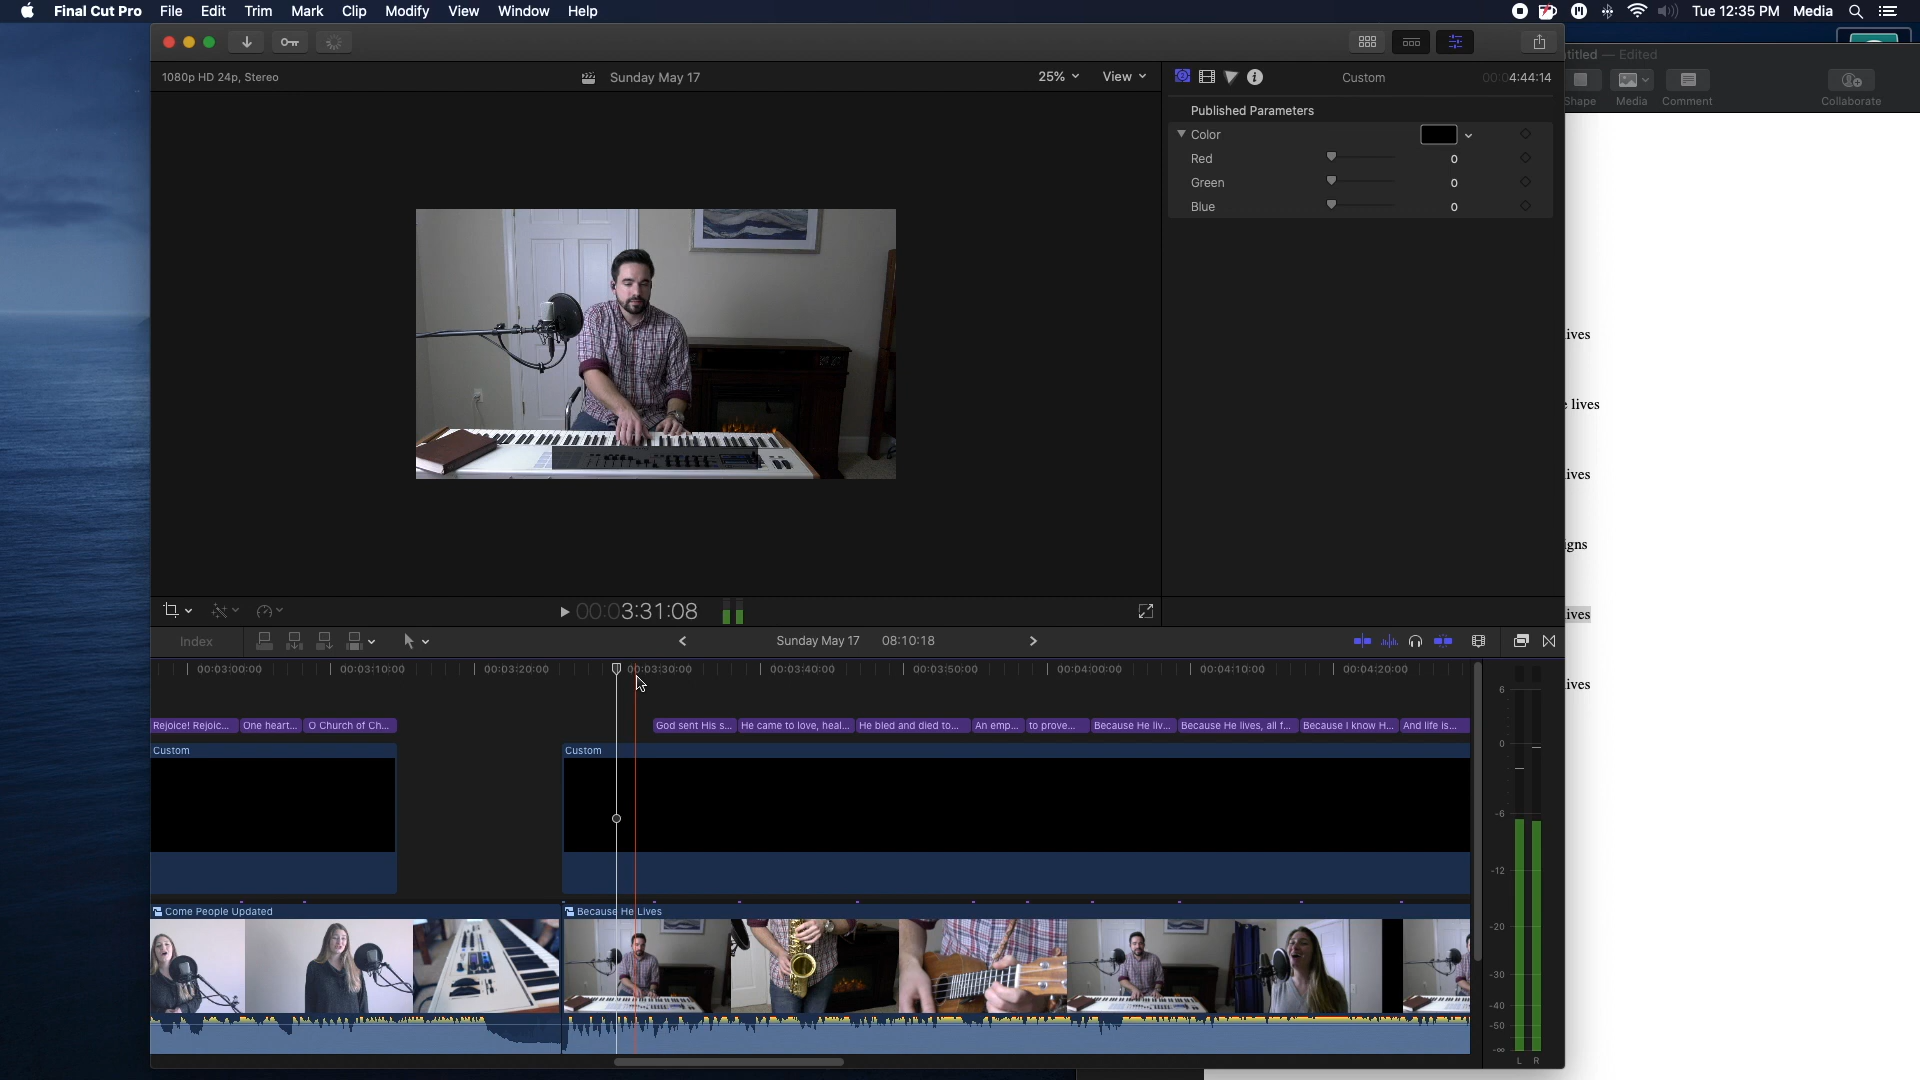 Final Cut Pro File Edit Trim Mark Clip Modify View Window Help Tue 12:35 PM Media
itled — Edited
1080p HD 24p, Stereo Sunday May 17 25% View Custom 00:04:44:14
Shape Media Comment Collaborate
Published Parameters
Color
Red 0
Green 0
Blue 0
ives
e lives
ives
igns
ives
ives
00:03:31:08
Index Sunday May 17 08:10:18
00:03:00:00 00:03:10:00 00:03:20:00 00:03:30:00 00:03:40:00 00:03:50:00 00:04:00:00 00:04:10:00 00:04:20:00
Rejoice! Rejoic... One heart... O Church of Ch... God sent His s... He came to love, heal... He bled and died to... An emp... to prove... Because He liv... Because He lives, all f... Because I know H... And life is...
Custom Custom
Come People Updated Because He Lives
6
0
-6
-12
-20
-30
-40
-50
-∞
L R